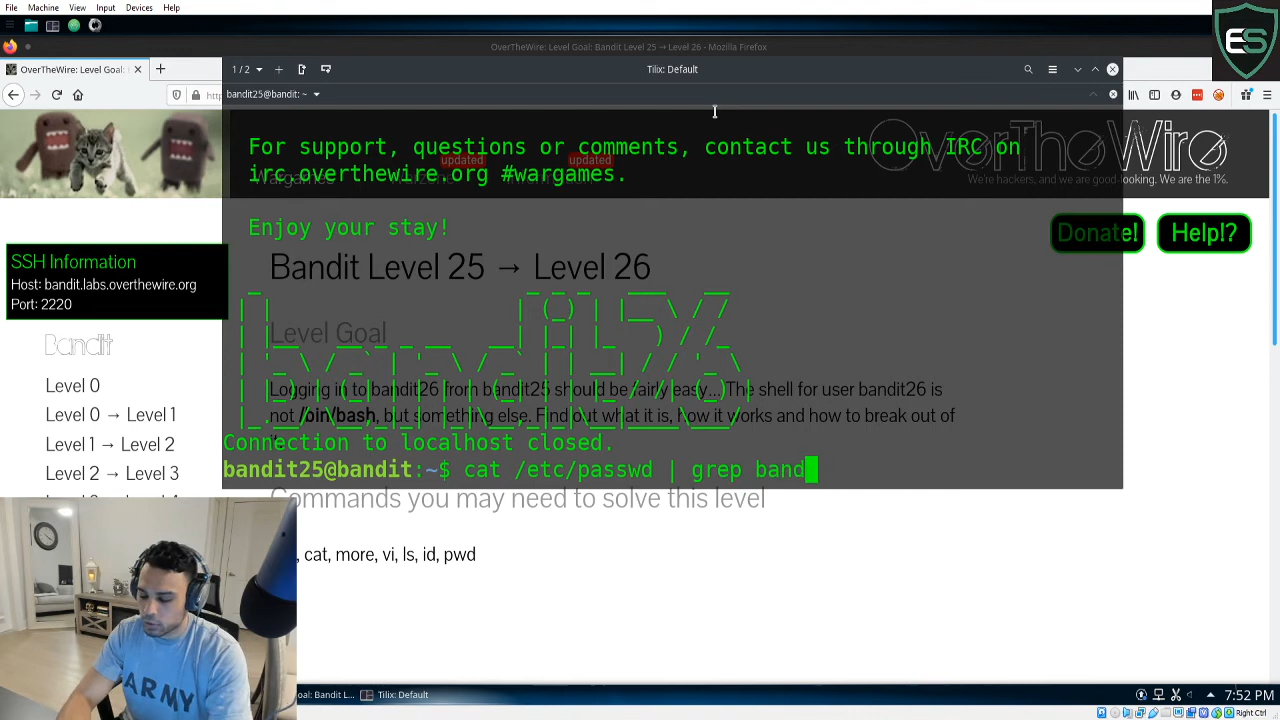 File Machine View Input Devices Help
OverTheWire: Level Goal: Bandit Level 25 → Level 26 - Mozilla Firefox
ES
OverTheWire: Level Goal:
1 / 2
Tilix: Default
bandit25@bandit: ~
For support, questions or comments, contact us through IRC on
irc.overthewire.org #wargames.
updated
updated
Wargames
OverTheWire
We're hackers, and we are good-looking. We are the 1%.
Enjoy your stay!
Donate!
Help!?
SSH Information
Host: bandit.labs.overthewire.org
Port: 2220
Bandit Level 25 → Level 26
Bandit
Level Goal
Level 0
Level 0 → Level 1
Level 1 → Level 2
Level 2 → Level 3
Logging in to bandit26 from bandit25 should be fairly easy... The shell for user bandit26 is
not /bin/bash, but something else. Find out what it is, how it works and how to break out of
Connection to localhost closed.
bandit25@bandit:~$ cat /etc/passwd | grep band
Commands you may need to solve this level
, cat, more, vi, ls, id, pwd
ARMY
oal: Bandit L...
Tilix: Default
7:52 PM
Right Ctrl